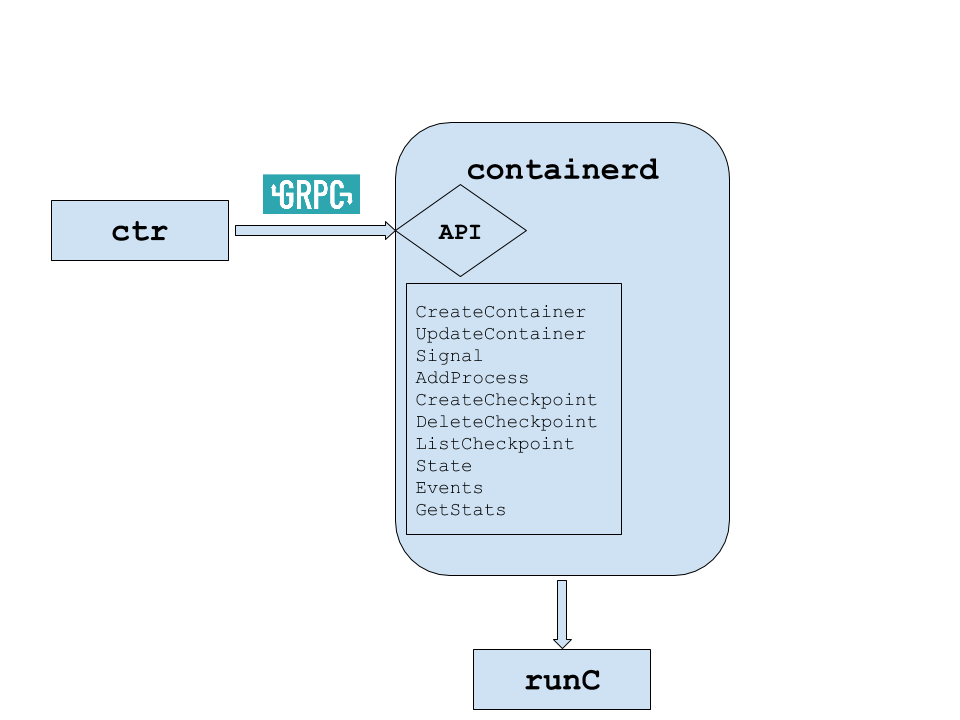 containerd
GRPC
ctr
API
CreateContainer
UpdateContainer
Signal
AddProcess
CreateCheckpoint
DeleteCheckpoint
ListCheckpoint
State
Events
GetStats
runC